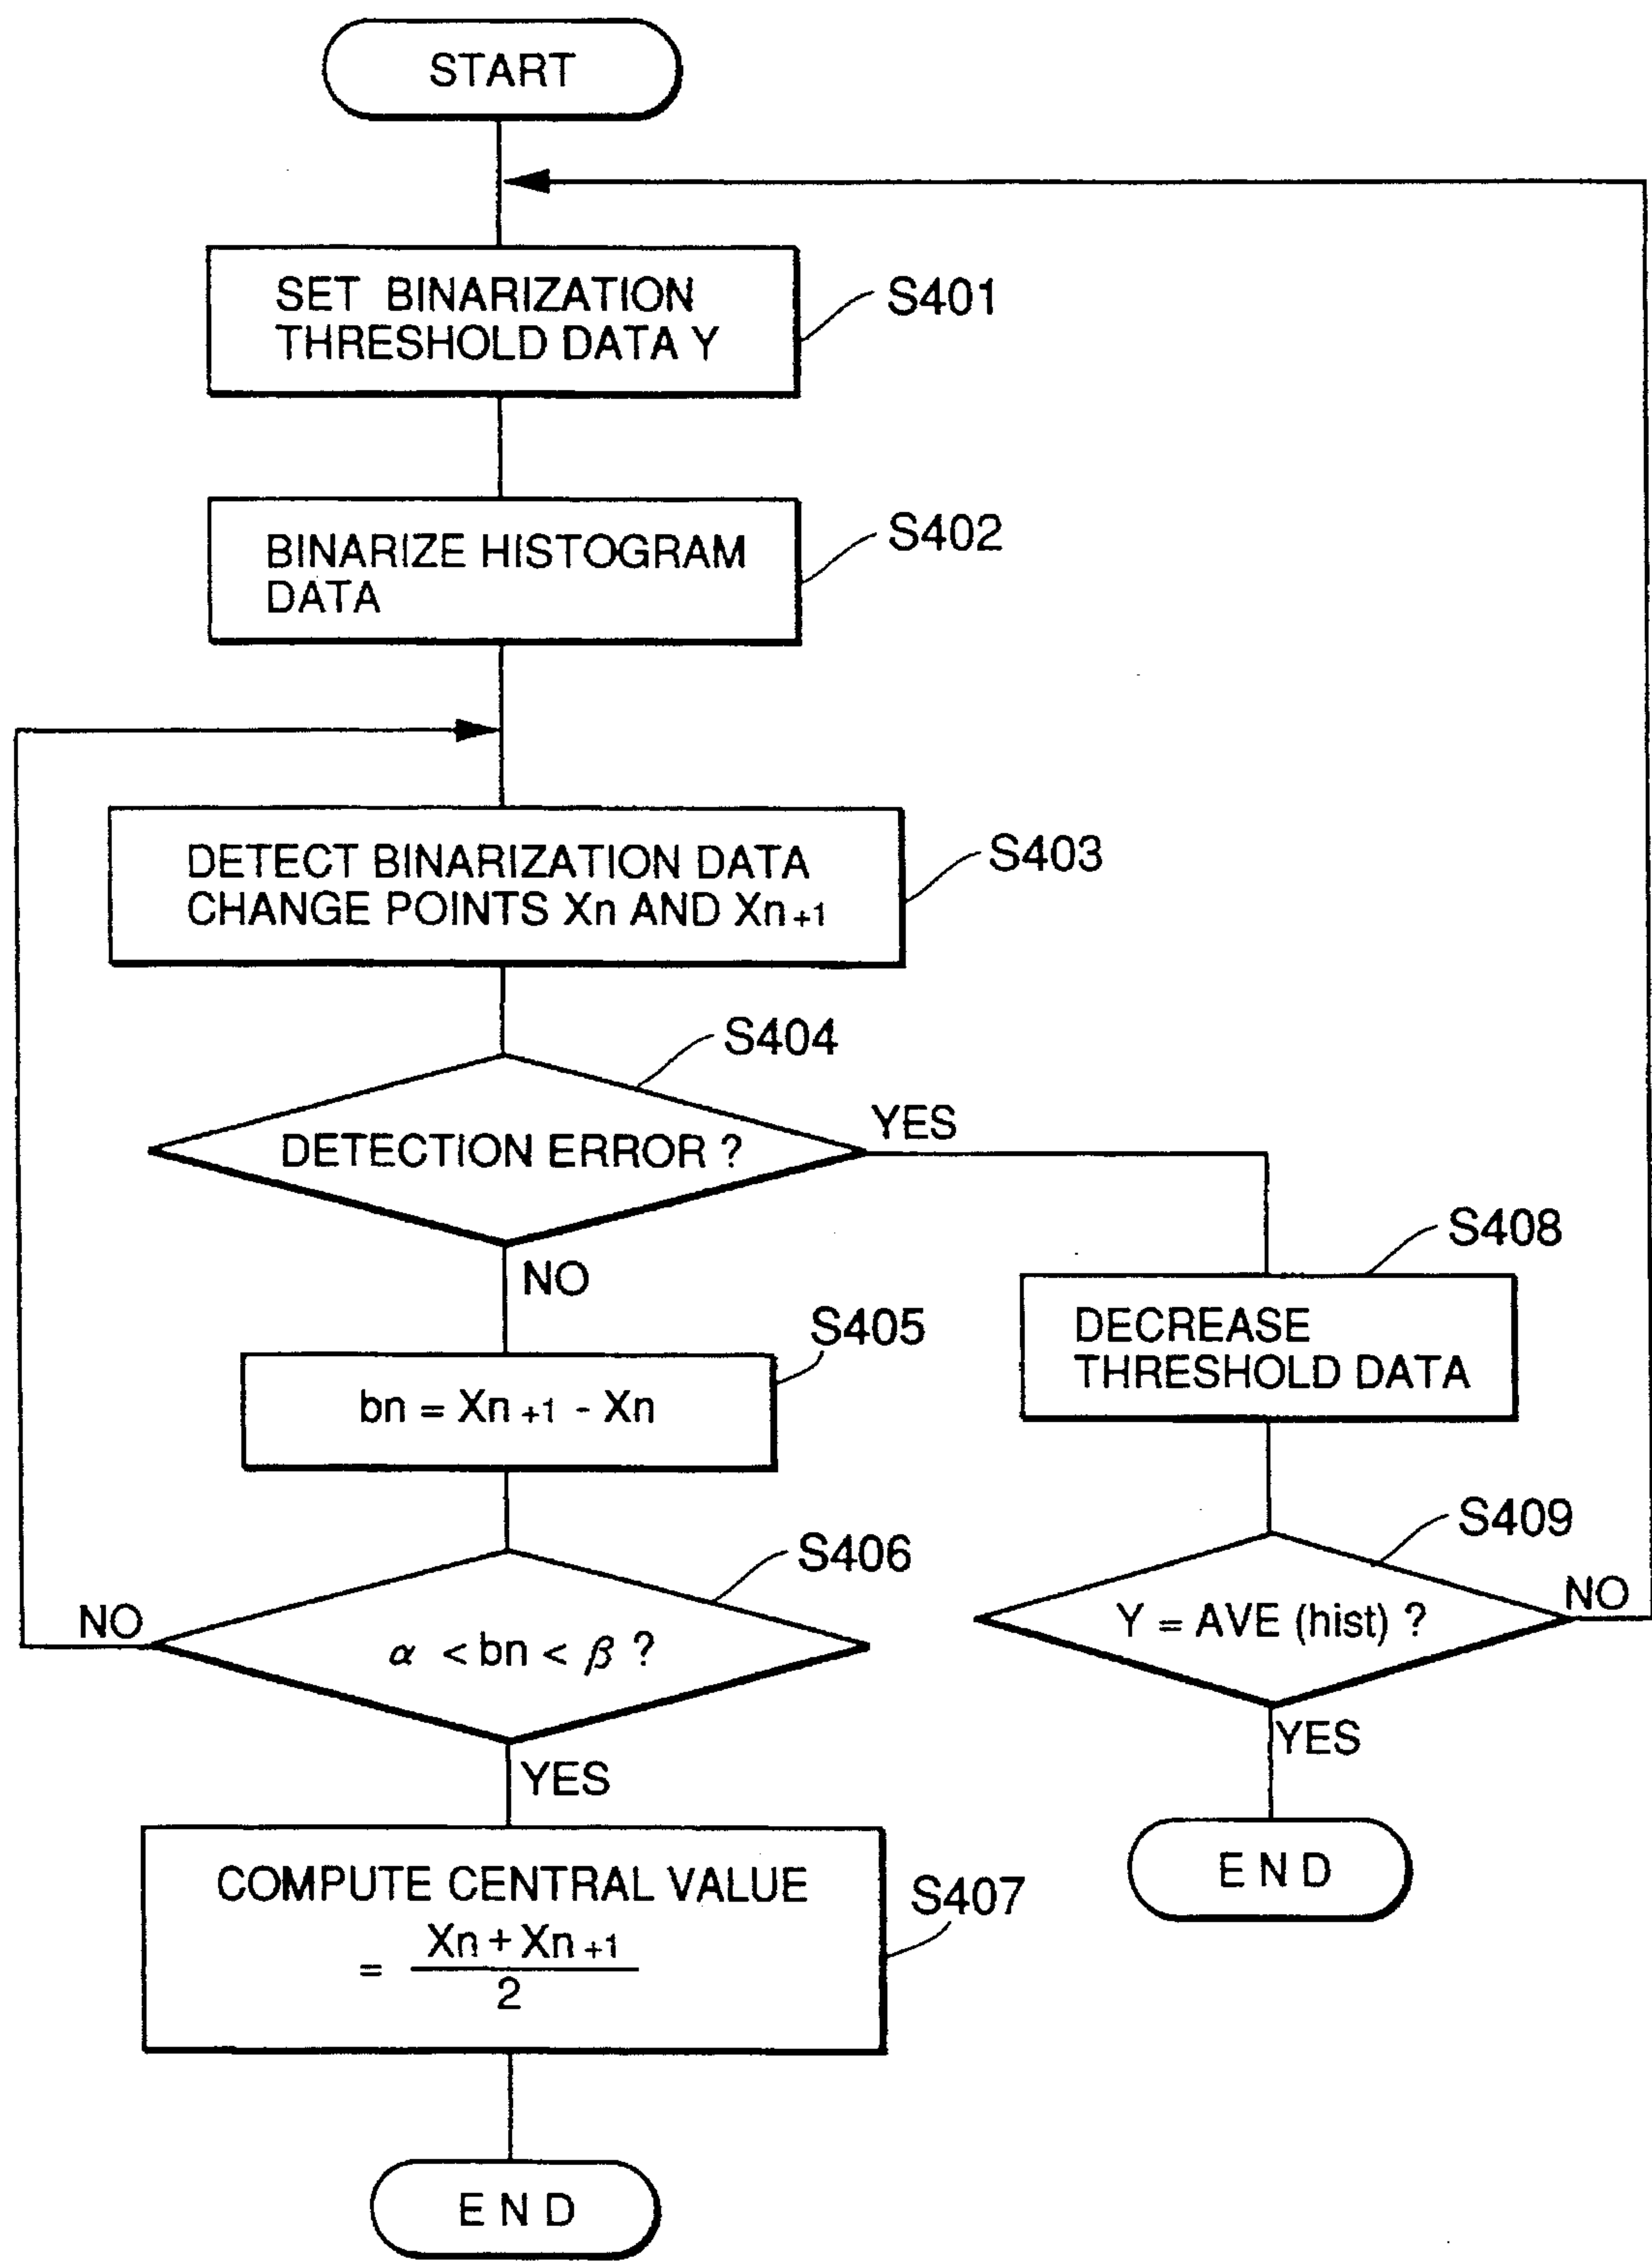 START
SET BINARIZATION
THRESHOLD DATA Y
S401
BINARIZE HISTOGRAM
DATA
S402
DETECT BINARIZATION DATA
CHANGE POINTS Xn AND Xn+1
S403
S404
DETECTION ERROR ?
YES
NO
S405
bn = Xn+1 - Xn
S406
α < bn < β ?
NO
YES
COMPUTE CENTRAL VALUE
= Xn + Xn+1
2
S407
END
S408
DECREASE
THRESHOLD DATA
S409
Y = AVE (hist) ?
NO
YES
END